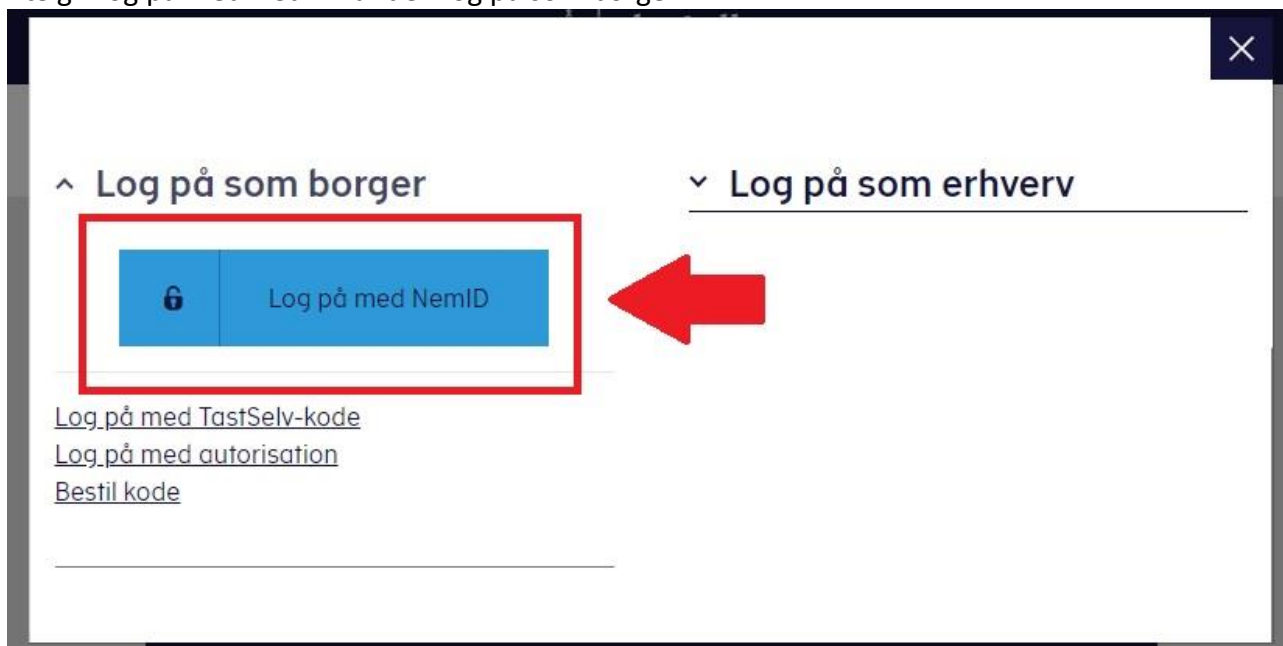 Log på som borger
Log på med NemID
Log på med TastSelv-kode
Log på med autorisation
Bestil kode
Log på som erhverv